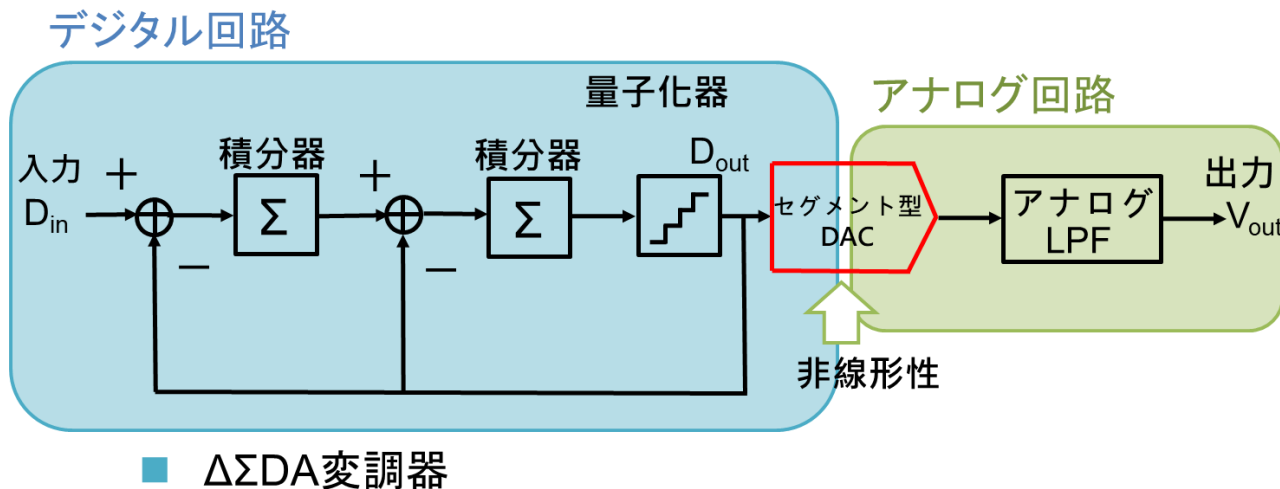 デジタル回路
量子化器
アナログ回路
入力
D_in
+
−
積分器
Σ
+
−
積分器
Σ
D_out
セグメント型
DAC
アナログ
LPF
出力
V_out
非線形性
■ ΔΣDA変調器